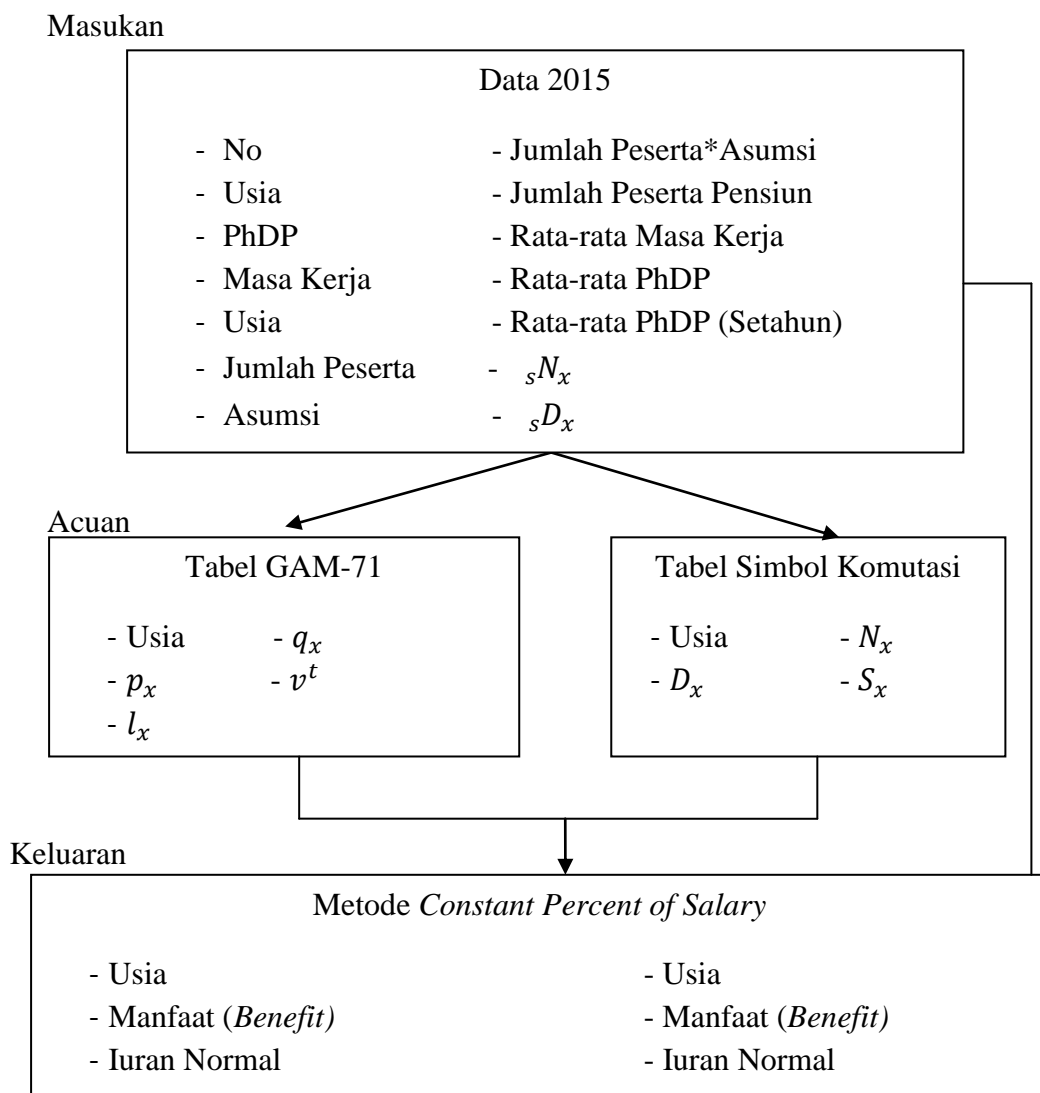 Masukan
Data 2015
- No - Jumlah Peserta*Asumsi
- Usia - Jumlah Peserta Pensiun
- PhDP - Rata-rata Masa Kerja
- Masa Kerja - Rata-rata PhDP
- Usia - Rata-rata PhDP (Setahun)
- Jumlah Peserta - ₛNₓ
- Asumsi - ₛDₓ
Acuan
Tabel GAM-71
- Usia - qₓ
- pₓ - vᵗ
- lₓ
Tabel Simbol Komutasi
- Usia - Nₓ
- Dₓ - Sₓ
Keluaran
Metode Constant Percent of Salary
- Usia - Usia
- Manfaat (Benefit) - Manfaat (Benefit)
- Iuran Normal - Iuran Normal